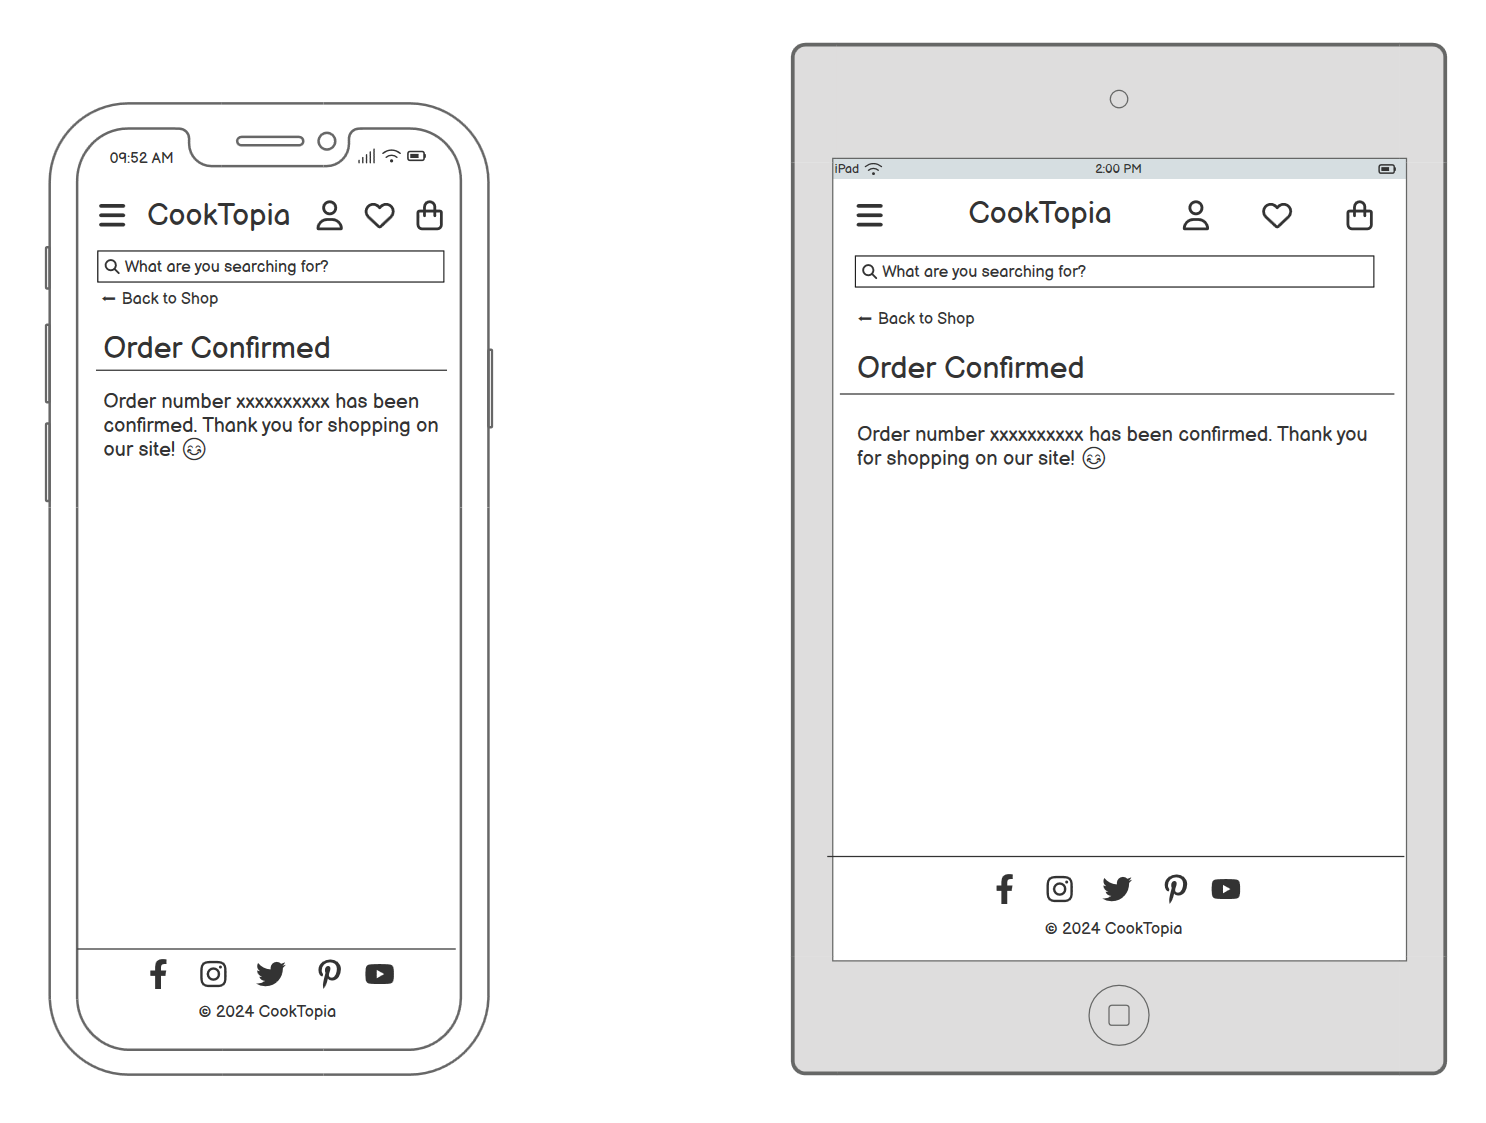 09:52 AM
CookTopia
What are you searching for?
Back to Shop
Order Confirmed
Order number xxxxxxxxxx has been
confirmed. Thank you for shopping on
our site! 😊
© 2024 CookTopia
iPad
2:00 PM
CookTopia
What are you searching for?
Back to Shop
Order Confirmed
Order number xxxxxxxxxx has been confirmed. Thank you
for shopping on our site! 😊
© 2024 CookTopia